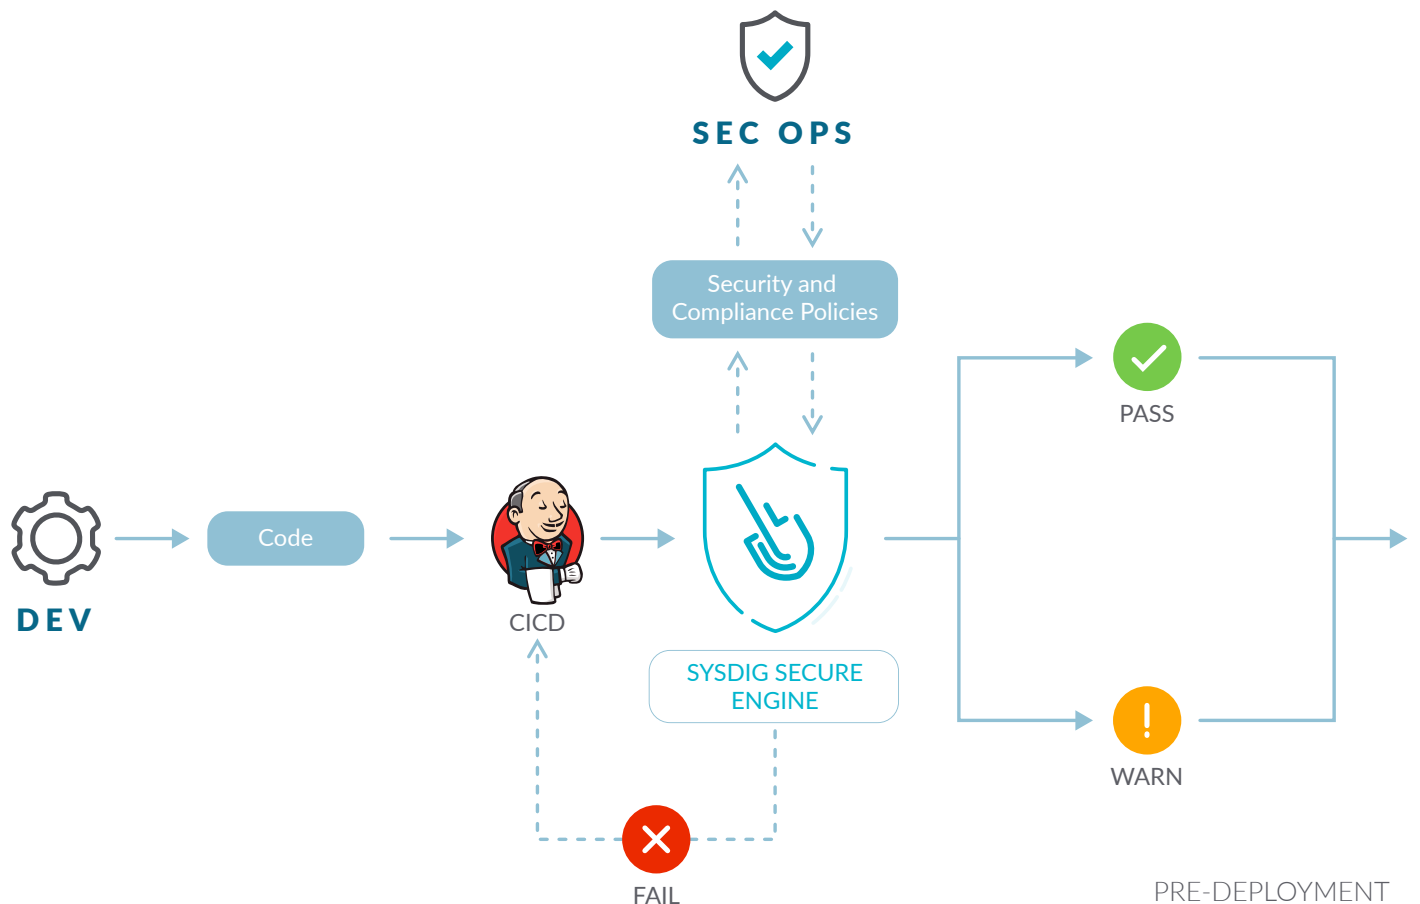 SEC OPS
Security and
Compliance Policies
PASS
Code
DEV
CICD
SYSDIG SECURE
ENGINE
WARN
FAIL
PRE-DEPLOYMENT